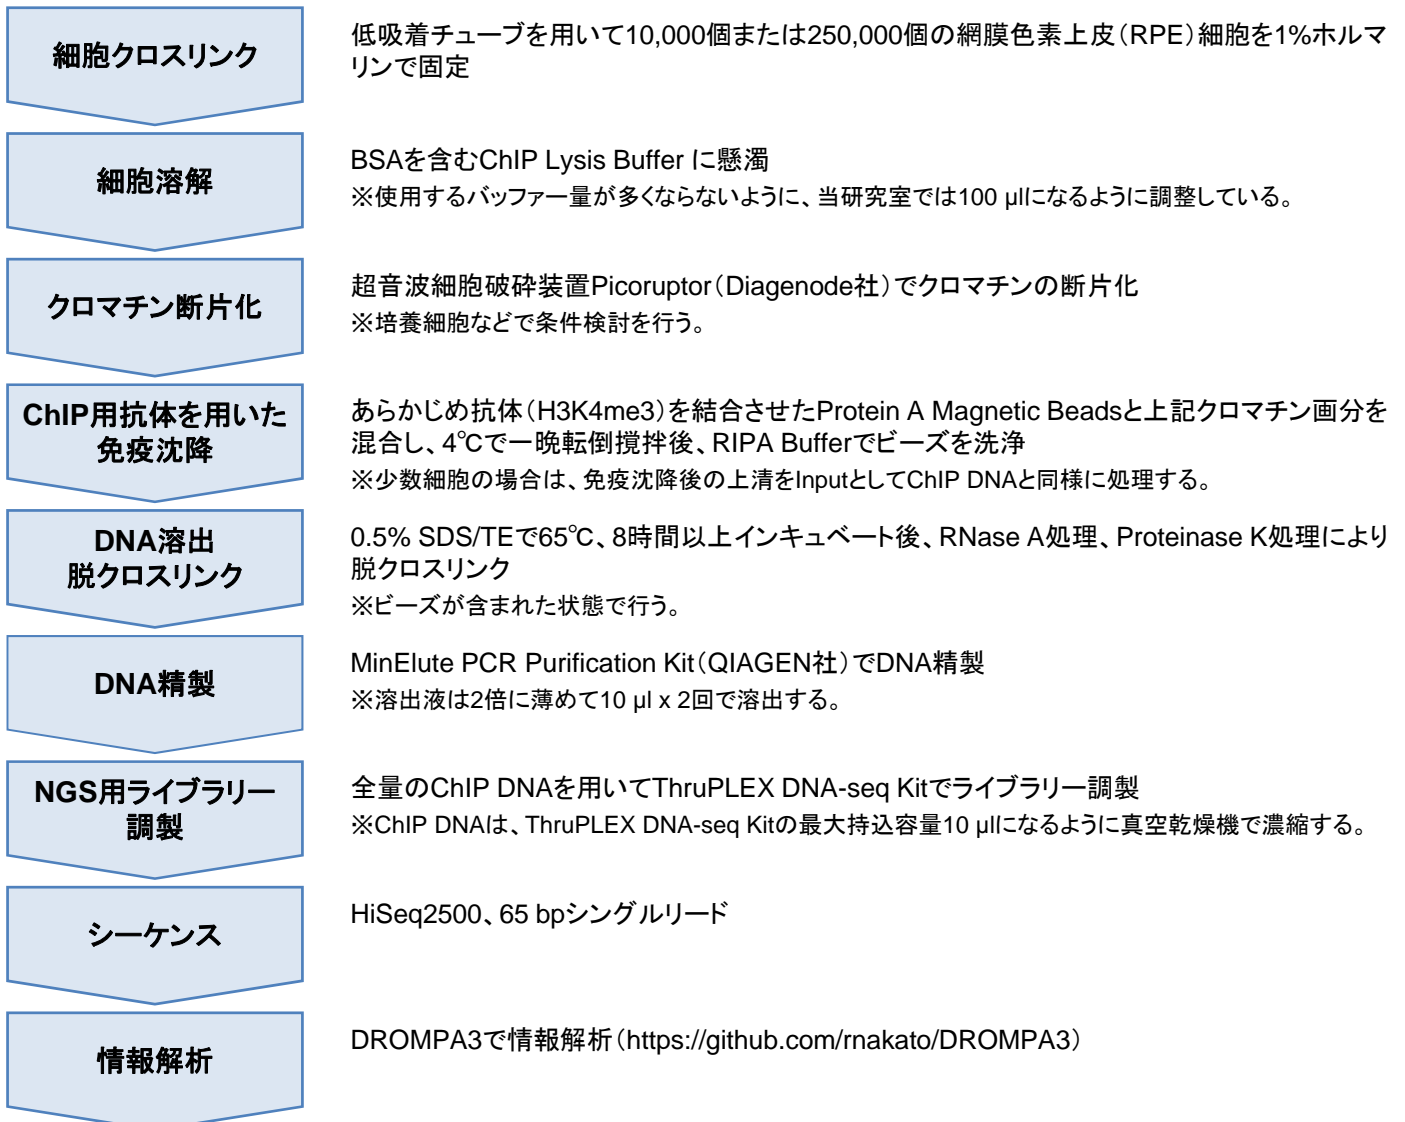 細胞クロスリンク
低吸着チューブを用いて10,000個または250,000個の網膜色素上皮（RPE）細胞を1%ホルマ
リンで固定
細胞溶解
BSAを含むChIP Lysis Buffer に懸濁
※使用するバッファー量が多くならないように、当研究室では100 µlになるように調整している。
クロマチン断片化
超音波細胞破砕装置Picoruptor（Diagenode社）でクロマチンの断片化
※培養細胞などで条件検討を行う。
ChIP用抗体を用いた
免疫沈降
あらかじめ抗体（H3K4me3）を結合させたProtein A Magnetic Beadsと上記クロマチン画分を
混合し、4℃で一晩転倒撹拌後、RIPA Bufferでビーズを洗浄
※少数細胞の場合は、免疫沈降後の上清をInputとしてChIP DNAと同様に処理する。
DNA溶出
脱クロスリンク
0.5% SDS/TEで65℃、8時間以上インキュベート後、RNase A処理、Proteinase K処理により
脱クロスリンク
※ビーズが含まれた状態で行う。
DNA精製
MinElute PCR Purification Kit（QIAGEN社）でDNA精製
※溶出液は2倍に薄めて10 µl x 2回で溶出する。
NGS用ライブラリー
調製
全量のChIP DNAを用いてThruPLEX DNA-seq Kitでライブラリー調製
※ChIP DNAは、ThruPLEX DNA-seq Kitの最大持込容量10 µlになるように真空乾燥機で濃縮する。
シーケンス
HiSeq2500、65 bpシングルリード
情報解析
DROMPA3で情報解析（https://github.com/rnakato/DROMPA3）